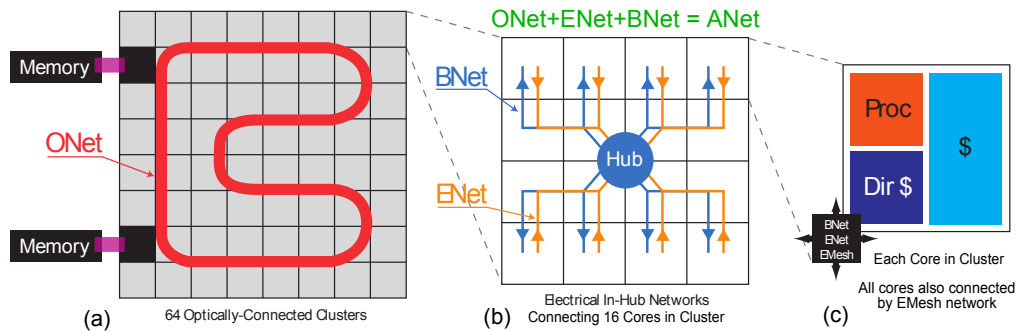 Memory
ONet
Memory
(a)
64 Optically-Connected Clusters
ONet+ENet+BNet = ANet
BNet
Hub
ENet
(b)
Electrical In-Hub Networks
Connecting 16 Cores in Cluster
Proc
$
Dir $
BNet
ENet
EMesh
Each Core in Cluster
All cores also connected
by EMesh network
(c)